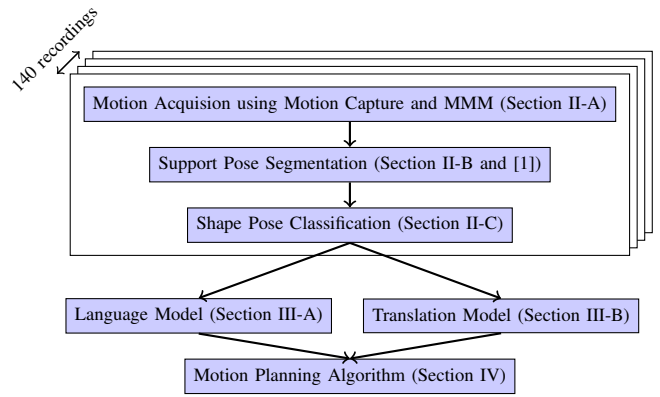 140 recordings
Motion Acquision using Motion Capture and MMM (Section II-A)
Support Pose Segmentation (Section II-B and [1])
Shape Pose Classification (Section II-C)
Language Model (Section III-A)
Translation Model (Section III-B)
Motion Planning Algorithm (Section IV)